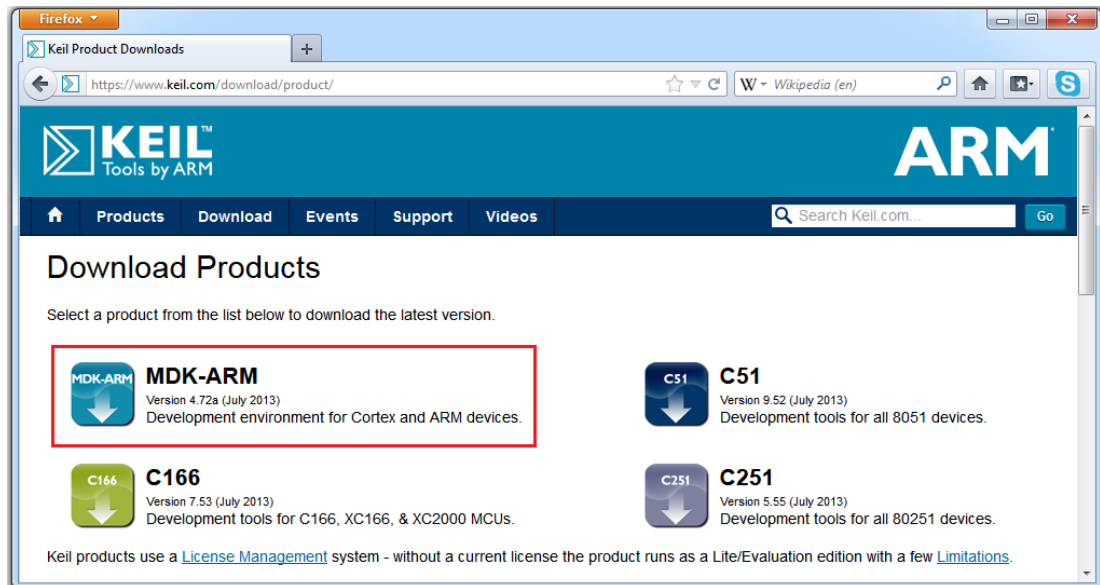 Firefox
Keil Product Downloads
https://www.keil.com/download/product/
W Wikipedia (en)
KEIL™
Tools by ARM
ARM
Products Download Events Support Videos
Search Keil.com...
Go
Download Products
Select a product from the list below to download the latest version.
MDK-ARM
MDK-ARM
Version 4.72a (July 2013)
Development environment for Cortex and ARM devices.
C51
C51
Version 9.52 (July 2013)
Development tools for all 8051 devices.
C166
C166
Version 7.53 (July 2013)
Development tools for C166, XC166, & XC2000 MCUs.
C251
C251
Version 5.55 (July 2013)
Development tools for all 80251 devices.
Keil products use a License Management system - without a current license the product runs as a Lite/Evaluation edition with a few Limitations.